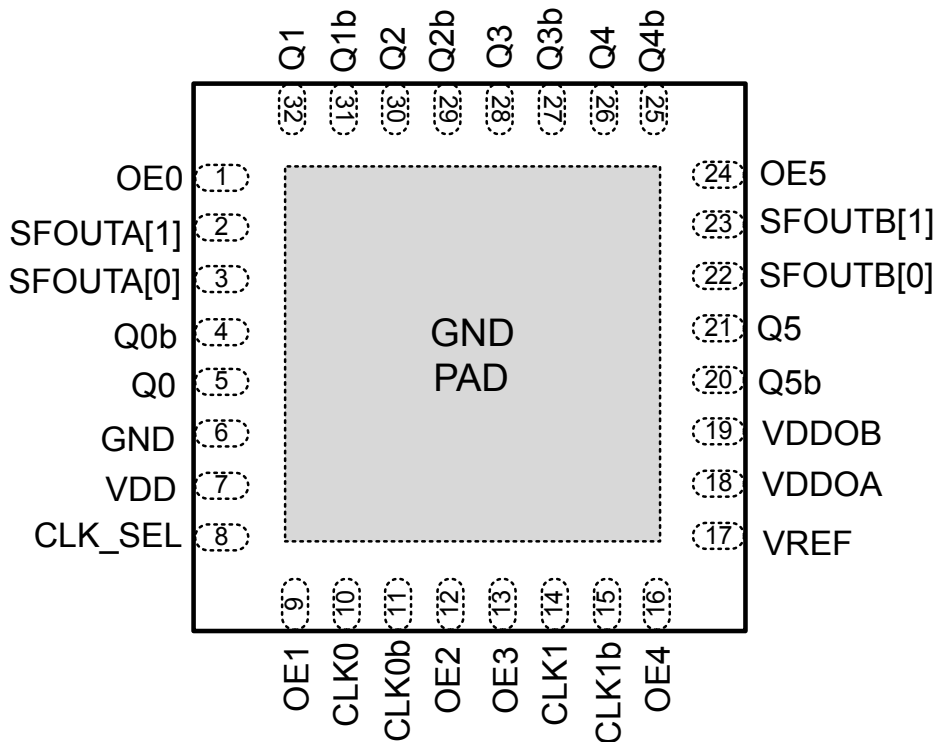 Q1
Q1b
Q2
Q2b
Q3
Q3b
Q4
Q4b
32
31
30
29
28
27
26
25
OE0 1
SFOUTA[1] 2
SFOUTA[0] 3
Q0b 4
Q0 5
GND 6
VDD 7
CLK_SEL 8
GND
PAD
24 OE5
23 SFOUTB[1]
22 SFOUTB[0]
21 Q5
20 Q5b
19 VDDOB
18 VDDOA
17 VREF
9
10
11
12
13
14
15
16
OE1
CLK0
CLK0b
OE2
OE3
CLK1
CLK1b
OE4